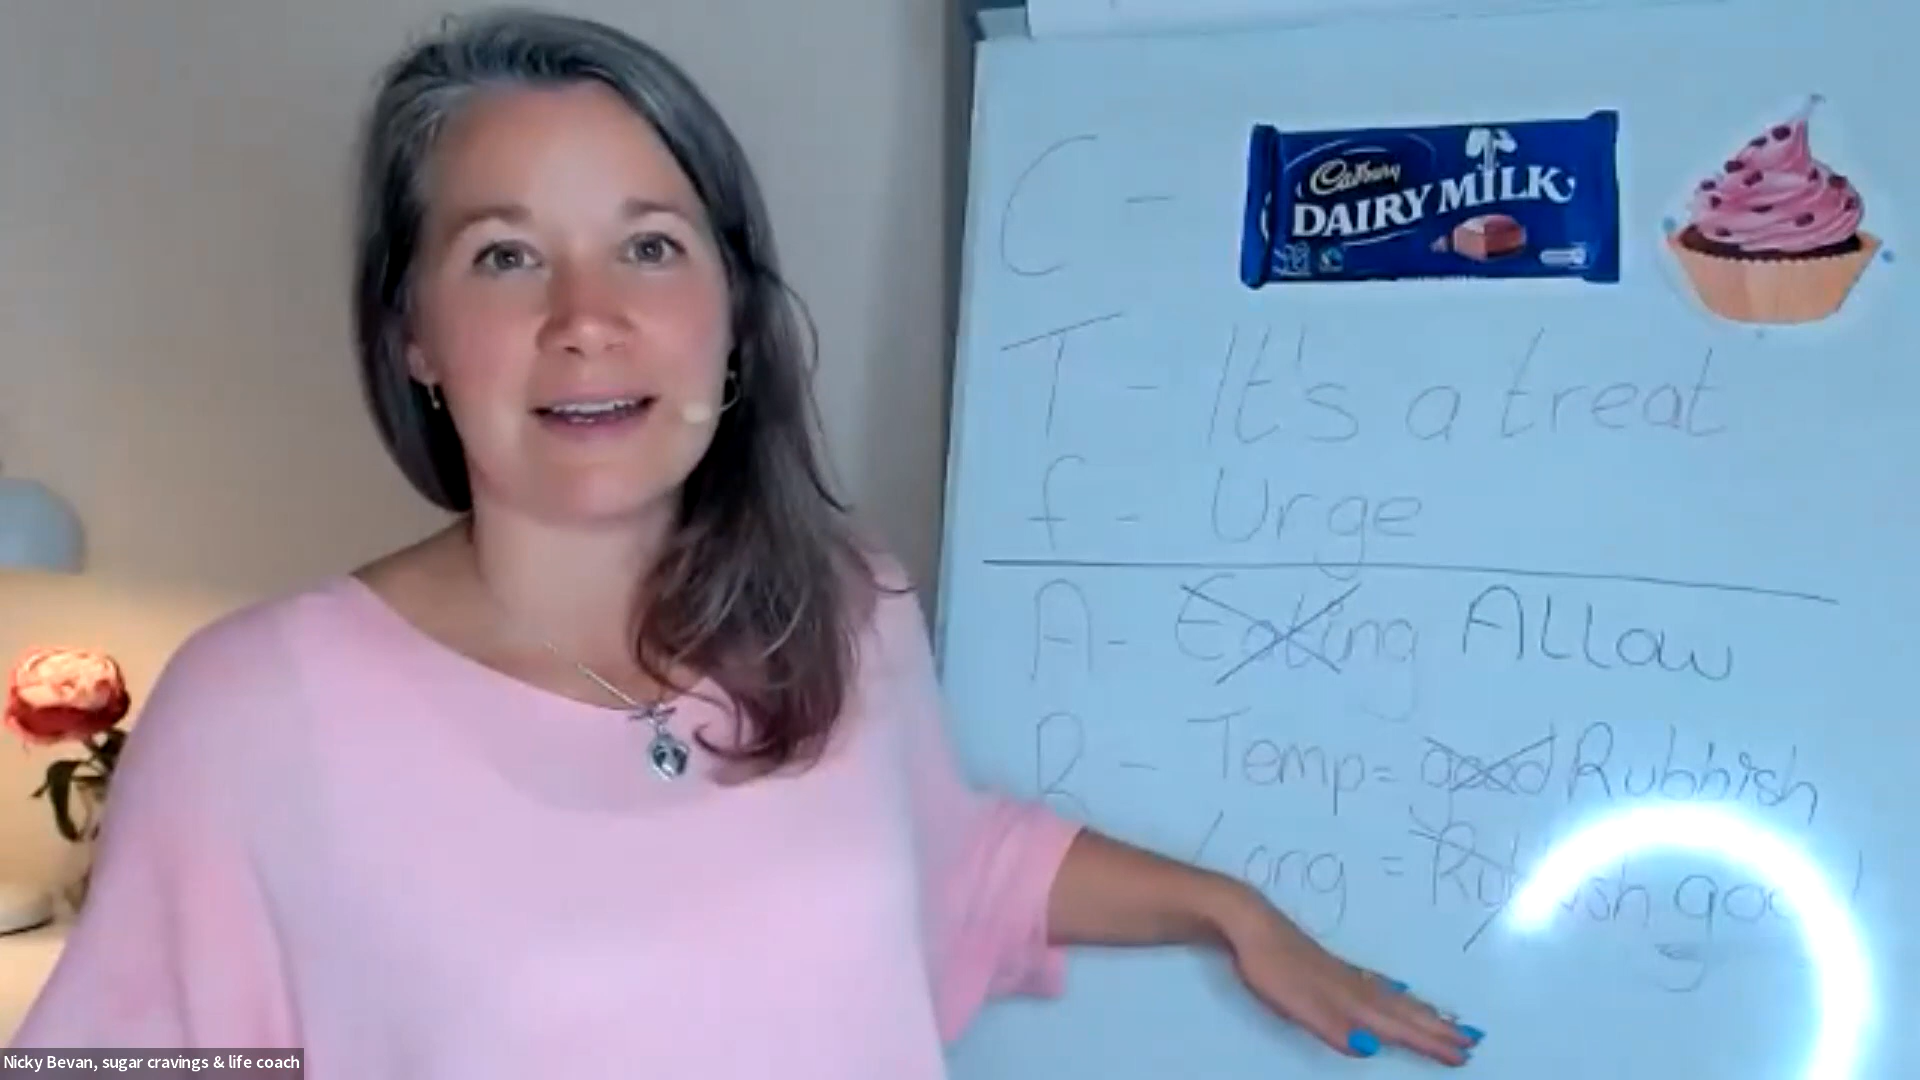 C -
Cadbury
DAIRY MILK
T - It's a treat
f - Urge
A - Eating ALLow
R - Temp = good Rubbish
Long = Rubbish good
Nicky Bevan, sugar cravings & life coach